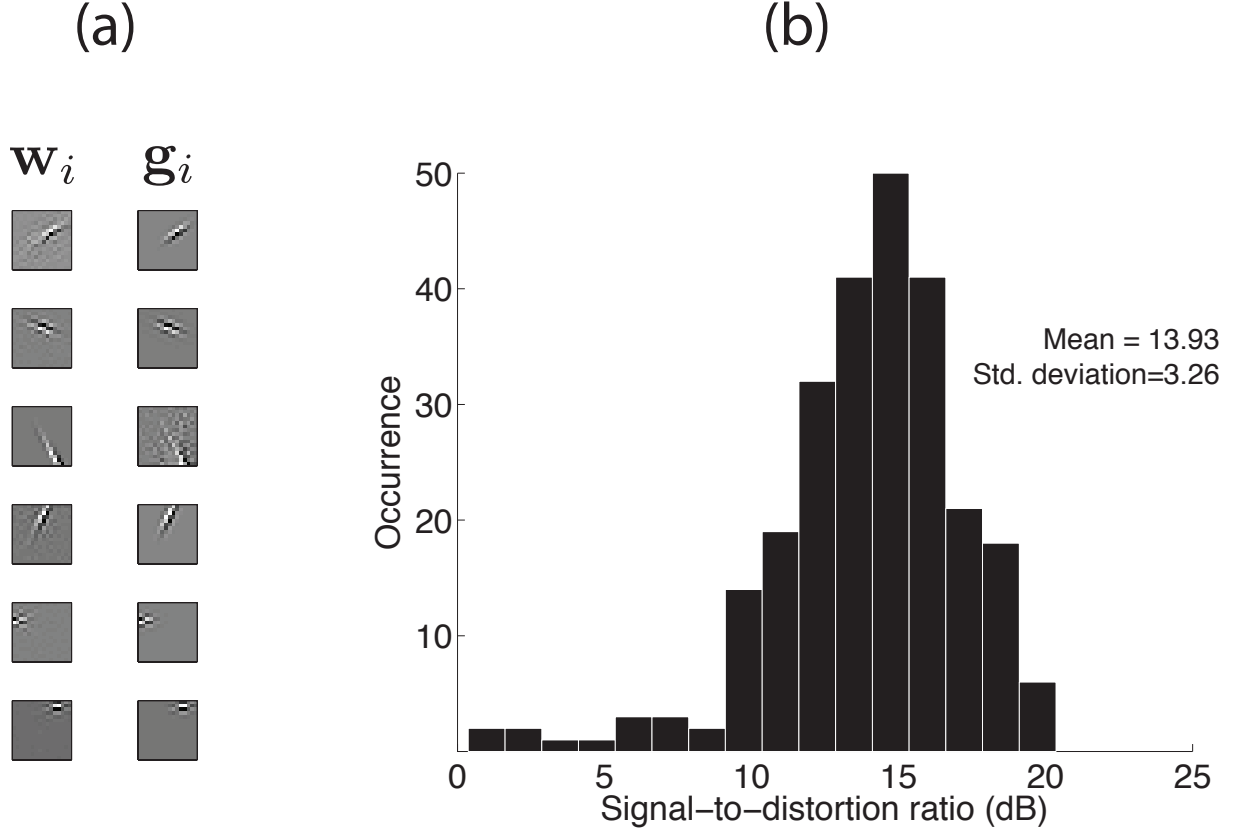 (a)
(b)
w_i g_i
50
40
30
20
10
Occurrence
Mean = 13.93
Std. deviation=3.26
0 5 10 15 20 25
Signal−to−distortion ratio (dB)